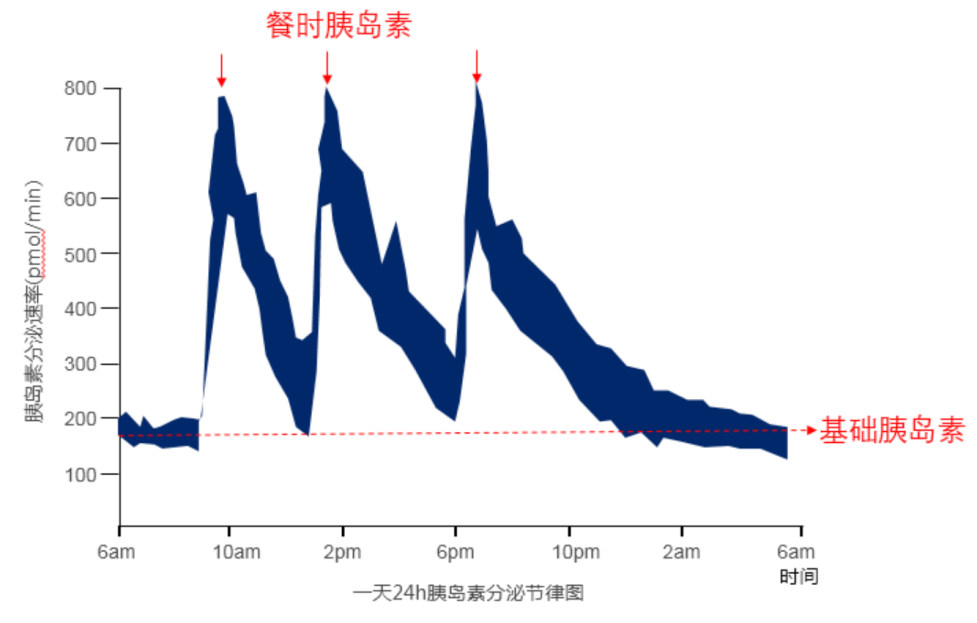 餐时胰岛素
800
700
600
500
400
300
200
100
胰岛素分泌速率(pmol/min)
基础胰岛素
6am
10am
2pm
6pm
10pm
2am
6am
时间
一天24h胰岛素分泌节律图